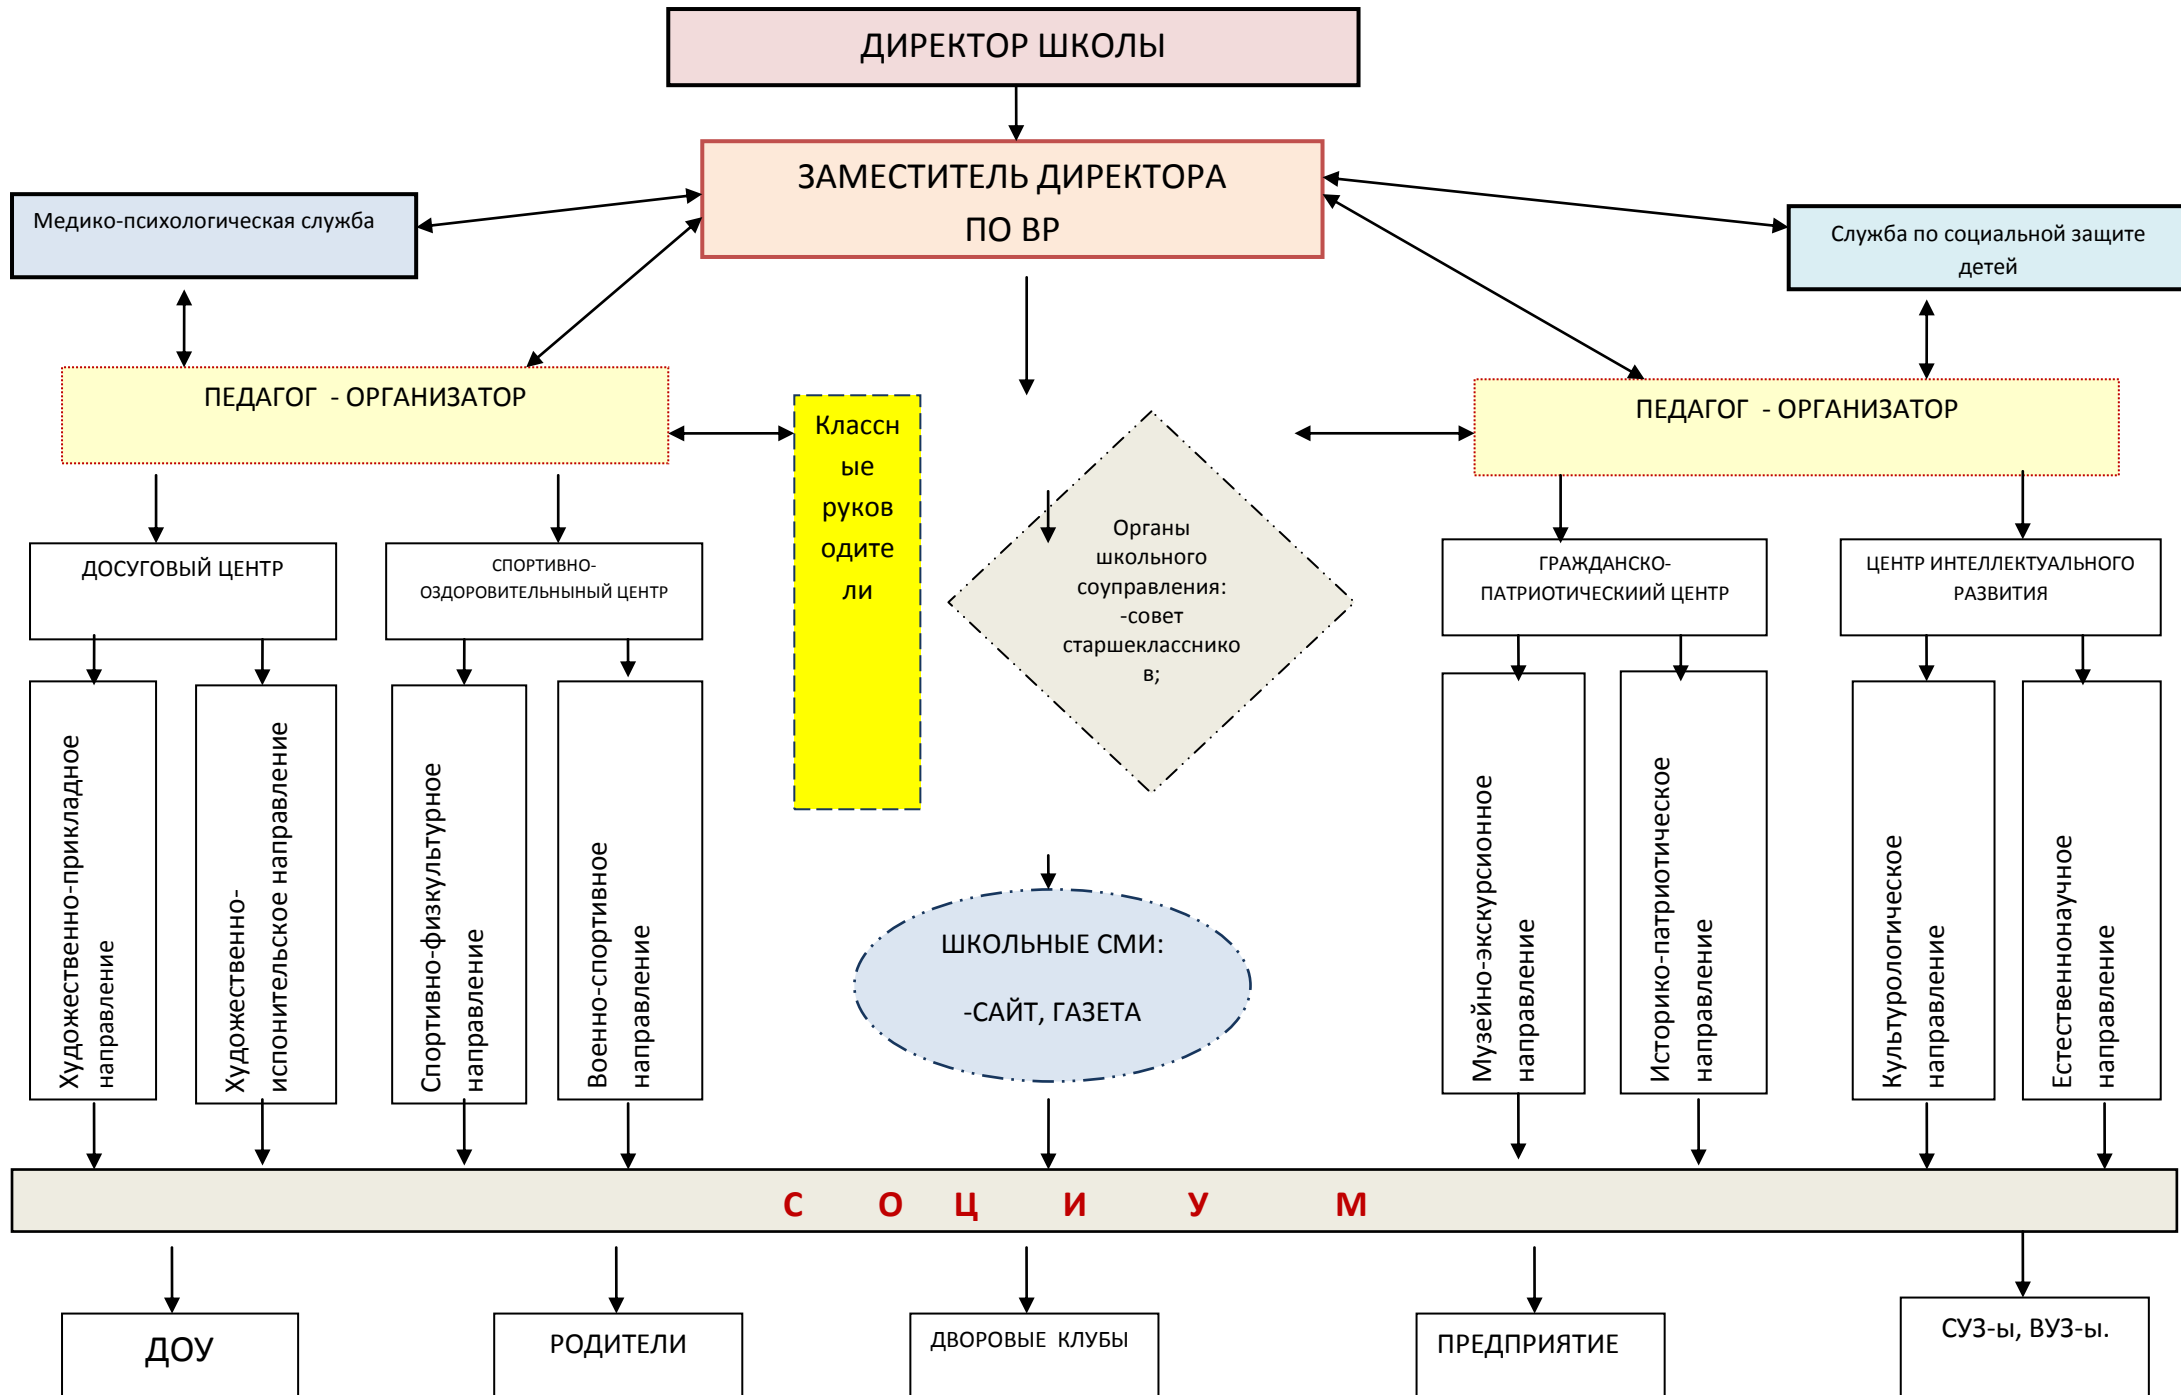 ДИРЕКТОР ШКОЛЫ
ЗАМЕСТИТЕЛЬ ДИРЕКТОРА
ПО ВР
Медико-психологическая служба
Служба по социальной защите
детей
ПЕДАГОГ - ОРГАНИЗАТОР
Классн
ые
руков
одите
ли
ПЕДАГОГ - ОРГАНИЗАТОР
Органы
школьного
соуправления:
-совет
старшекласснико
в;
ДОСУГОВЫЙ ЦЕНТР
СПОРТИВНО-
ОЗДОРОВИТЕЛЬНЫНЫЙ ЦЕНТР
ГРАЖДАНСКО-
ПАТРИОТИЧЕСКИИЙ ЦЕНТР
ЦЕНТР ИНТЕЛЛЕКТУАЛЬНОГО
РАЗВИТИЯ
Художественно-прикладное
направление
Художественно-
испонительское направление
Спортивно-физкультурное
направление
Военно-спортивное
направление
Музейно-экскурсионное
направление
Историко-патриотическое
направление
Культурологическое
направление
Естественнонаучное
направление
ШКОЛЬНЫЕ СМИ:
-САЙТ, ГАЗЕТА
С О Ц И У М
ДОУ
РОДИТЕЛИ
ДВОРОВЫЕ КЛУБЫ
ПРЕДПРИЯТИЕ
СУЗ-ы, ВУЗ-ы.